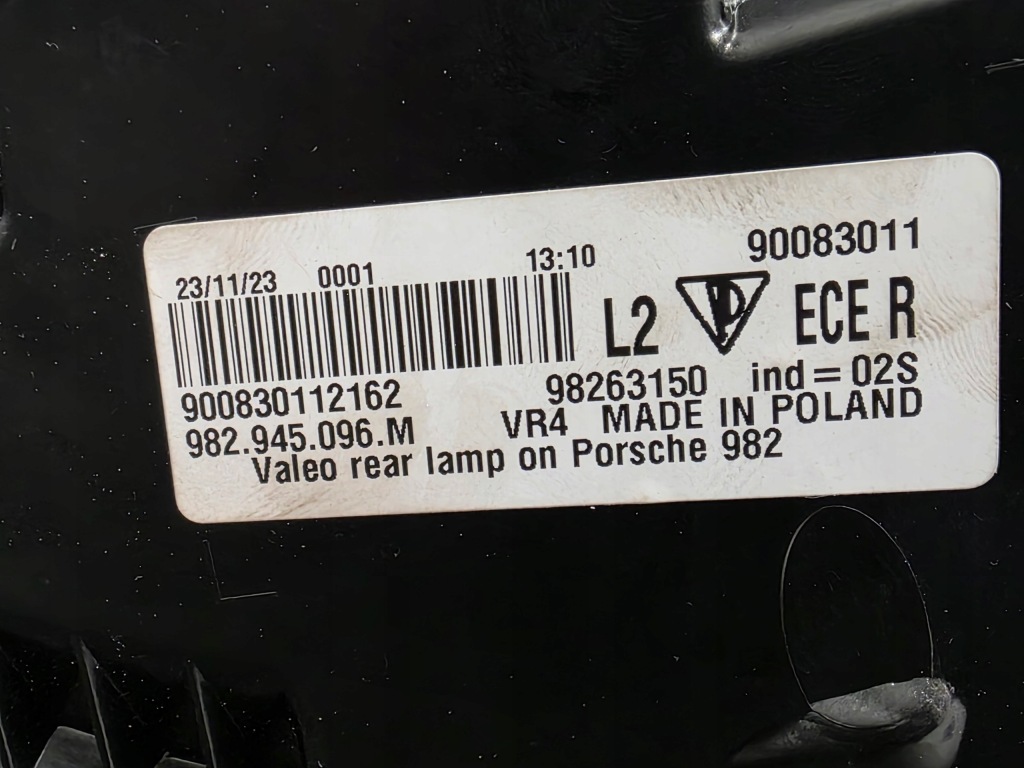 23/11/23 0001 13:10 90083011
L2 VD ECE R
900830112162 98263150 ind = 02S
982.945.096.M VR4 MADE IN POLAND
Valeo rear lamp on Porsche 982